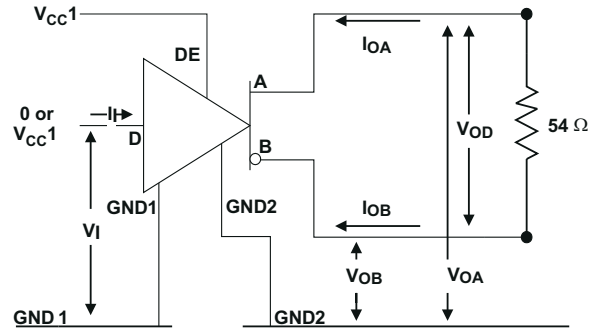 VCC1
DE
A
IOA
0 or
VCC1
II
D
B
VOD
54 Ω
GND1
GND2
IOB
VI
VOB
VOA
GND 1
GND2